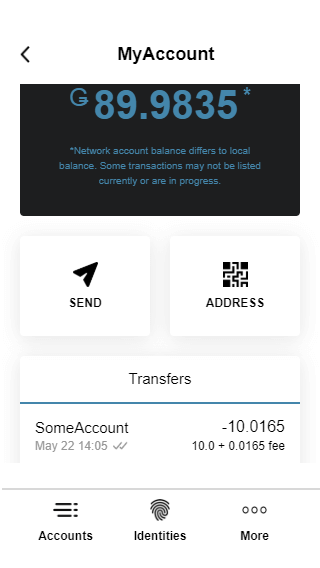 MyAccount
Ǥ 89.9835 *
*Network account balance differs to local
balance. Some transactions may not be listed
currently or are in progress.
SEND
ADDRESS
Transfers
SomeAccount
-10.0165
May 22 14:05
10.0 + 0.0165 fee
Accounts
Identities
More